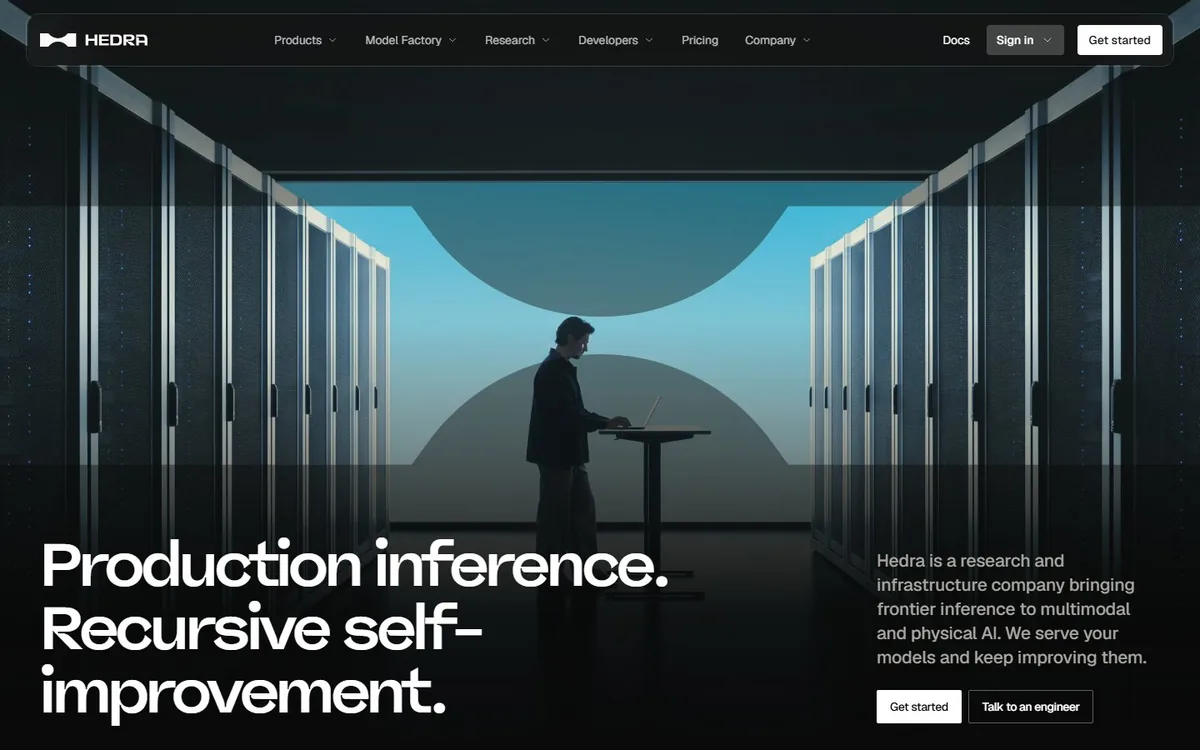 HEDRA
Products
Model Factory
Research
Developers
Pricing
Company
Docs
Sign in
Get started
Production inference.
Recursive self-
improvement.
Hedra is a research and
infrastructure company bringing
frontier inference to multimodal
and physical AI. We serve your
models and keep improving them.
Get started
Talk to an engineer